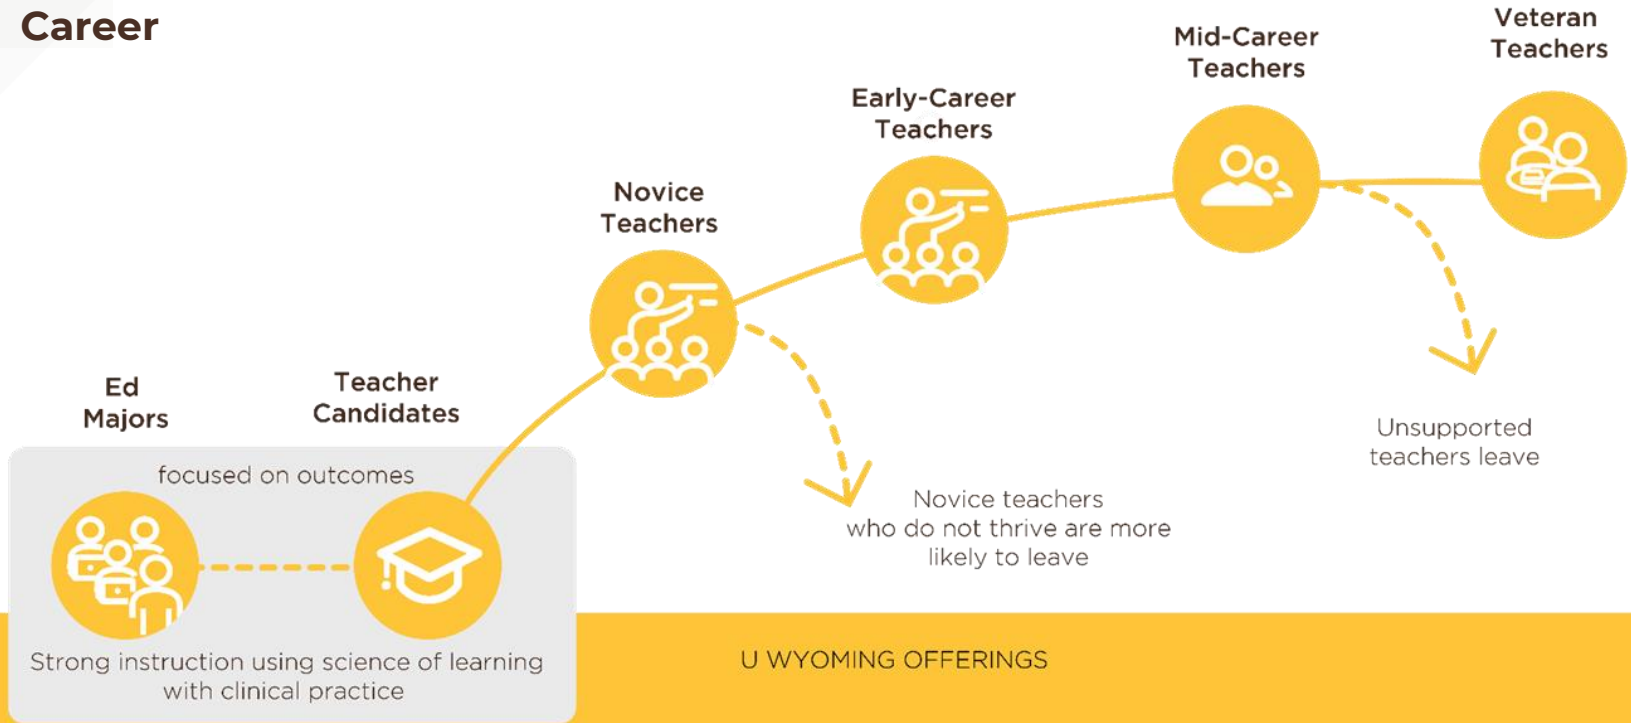 Career
Veteran
Teachers
Mid-Career
Teachers
Early-Career
Teachers
Novice
Teachers
Teacher
Candidates
Ed
Majors
focused on outcomes
Strong instruction using science of learning
with clinical practice
Novice teachers
who do not thrive are more
likely to leave
Unsupported
teachers leave
U WYOMING OFFERINGS